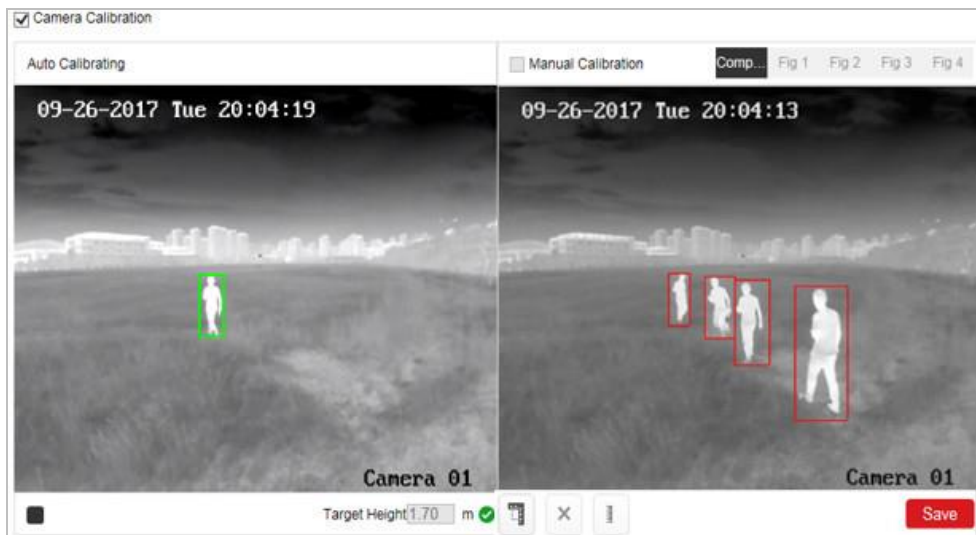 Camera Calibration
Auto Calibrating
Manual Calibration
Comp... Fig 1 Fig 2 Fig 3 Fig 4
09-26-2017 Tue 20:04:19
09-26-2017 Tue 20:04:13
Camera 01
Camera 01
Target Height 1.70 m
Save